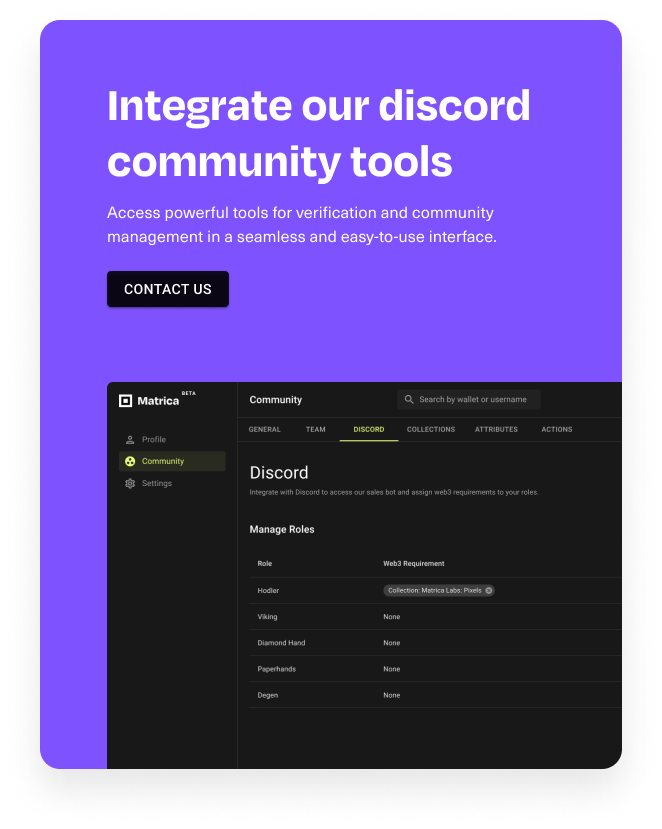 Integrate our discord
community tools
Access powerful tools for verification and community
management in a seamless and easy-to-use interface.
CONTACT US
Matrica BETA
Community
Search by wallet or username
Profile
Community
Settings
GENERAL TEAM DISCORD COLLECTIONS ATTRIBUTES ACTIONS
Discord
Integrate with Discord to access our sales bot and assign web3 requirements to your roles.
Manage Roles
Role Web3 Requirement
Hodler Collection: Matrica Labs: Pixels
Viking None
Diamond Hand None
Paperhands None
Degen None